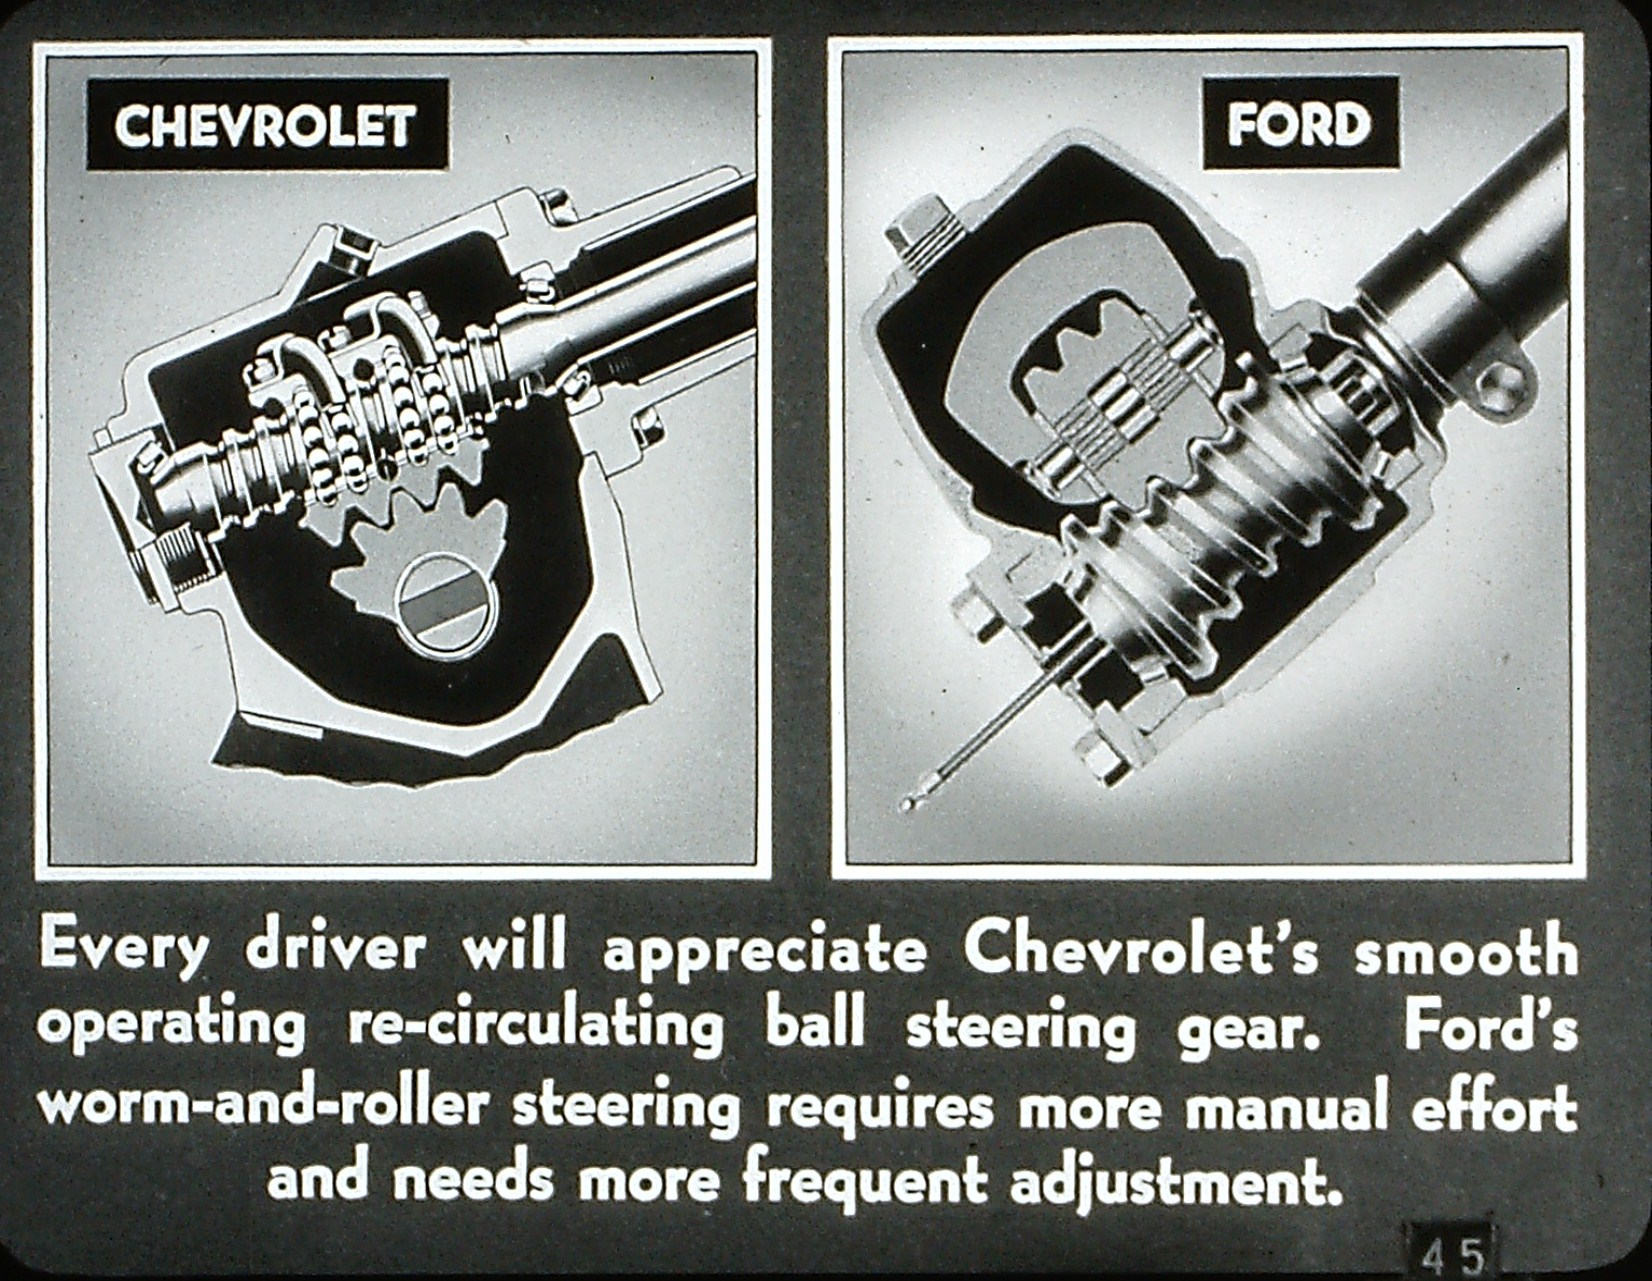 CHEVROLET
FORD
Every driver will appreciate Chevrolet's smooth
operating re-circulating ball steering gear. Ford's
worm-and-roller steering requires more manual effort
and needs more frequent adjustment.
45